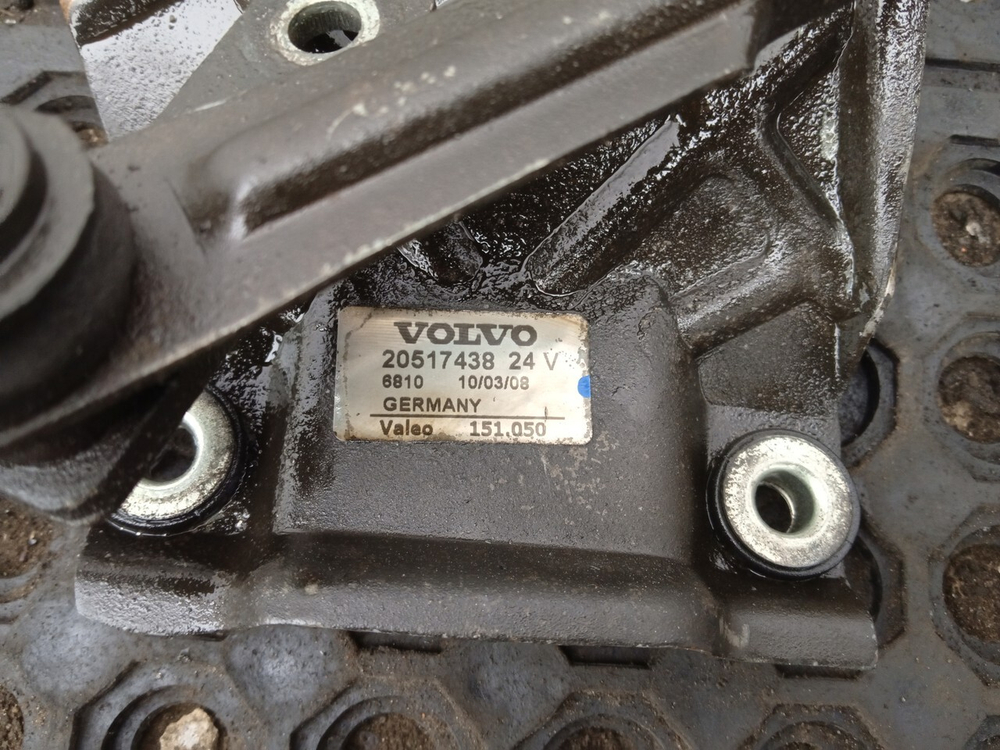 VOLVO
20517438 24 V
6810 10/03/08
GERMANY
Valeo 151.050